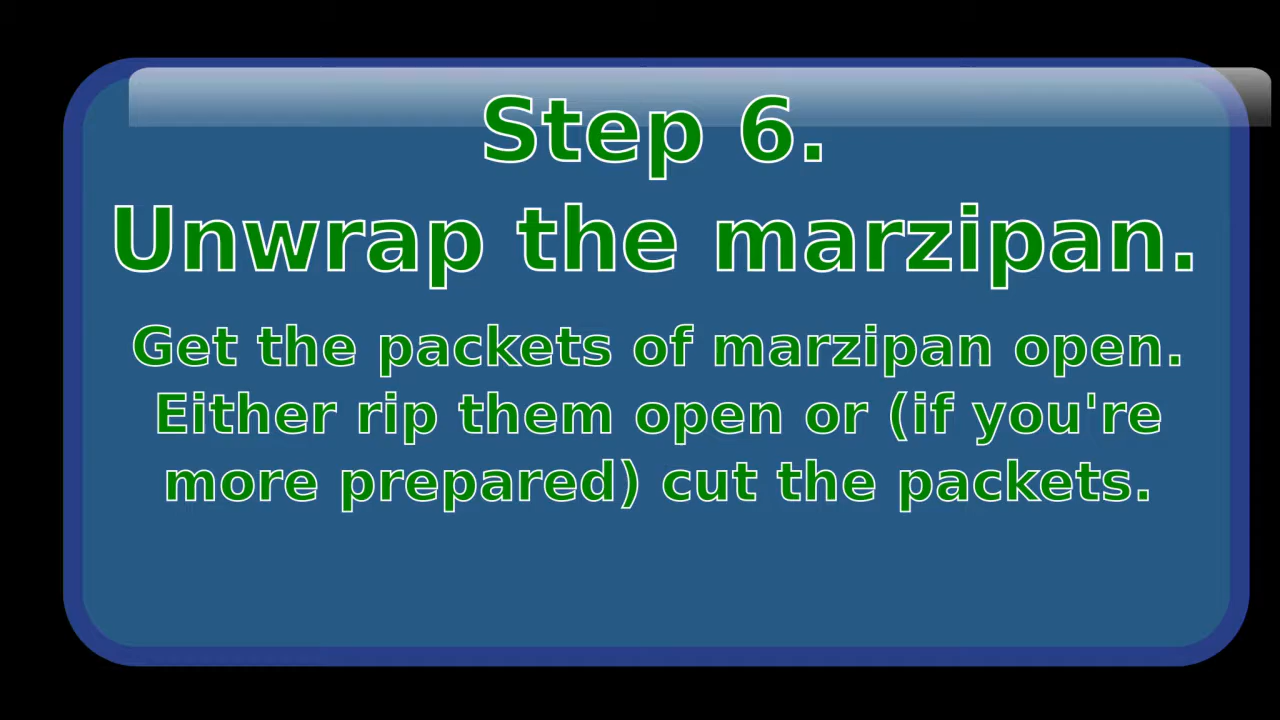 Step 6.
Unwrap the marzipan.
Get the packets of marzipan open.
Either rip them open or (if you're
more prepared) cut the packets.